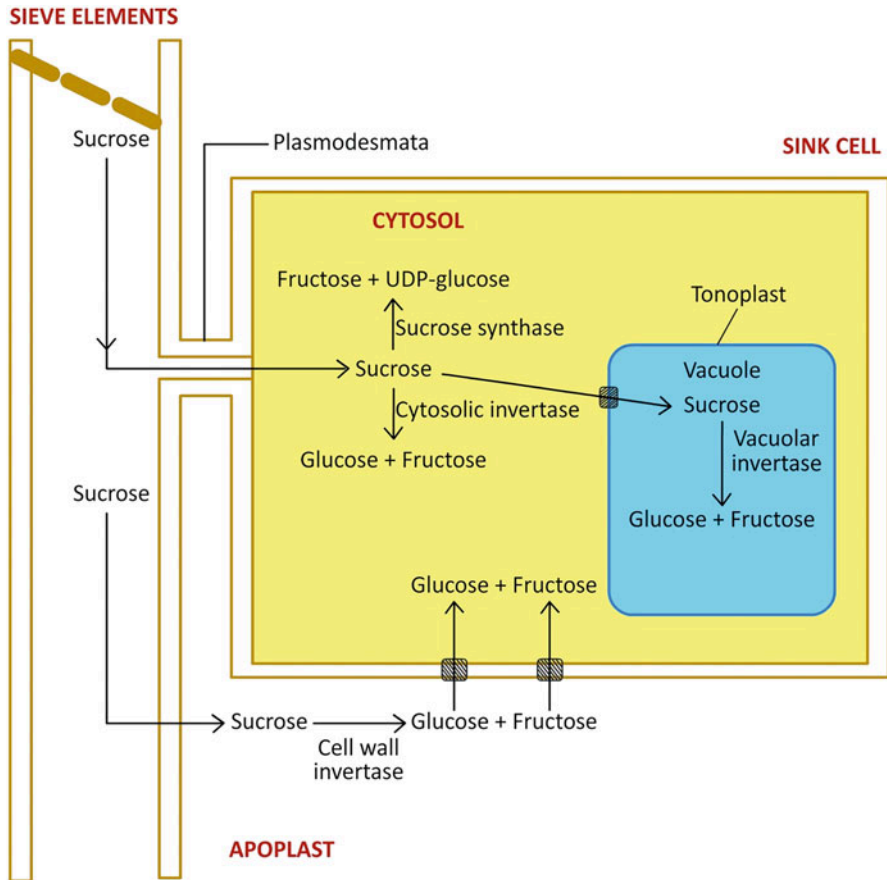 SIEVE ELEMENTS
Sucrose
Plasmodesmata
SINK CELL
CYTOSOL
Fructose + UDP-glucose
Sucrose synthase
Sucrose
Cytosolic invertase
Glucose + Fructose
Tonoplast
Vacuole
Sucrose
Vacuolar
invertase
Glucose + Fructose
Sucrose
Glucose + Fructose
Sucrose
Cell wall
invertase
Glucose + Fructose
APOPLAST